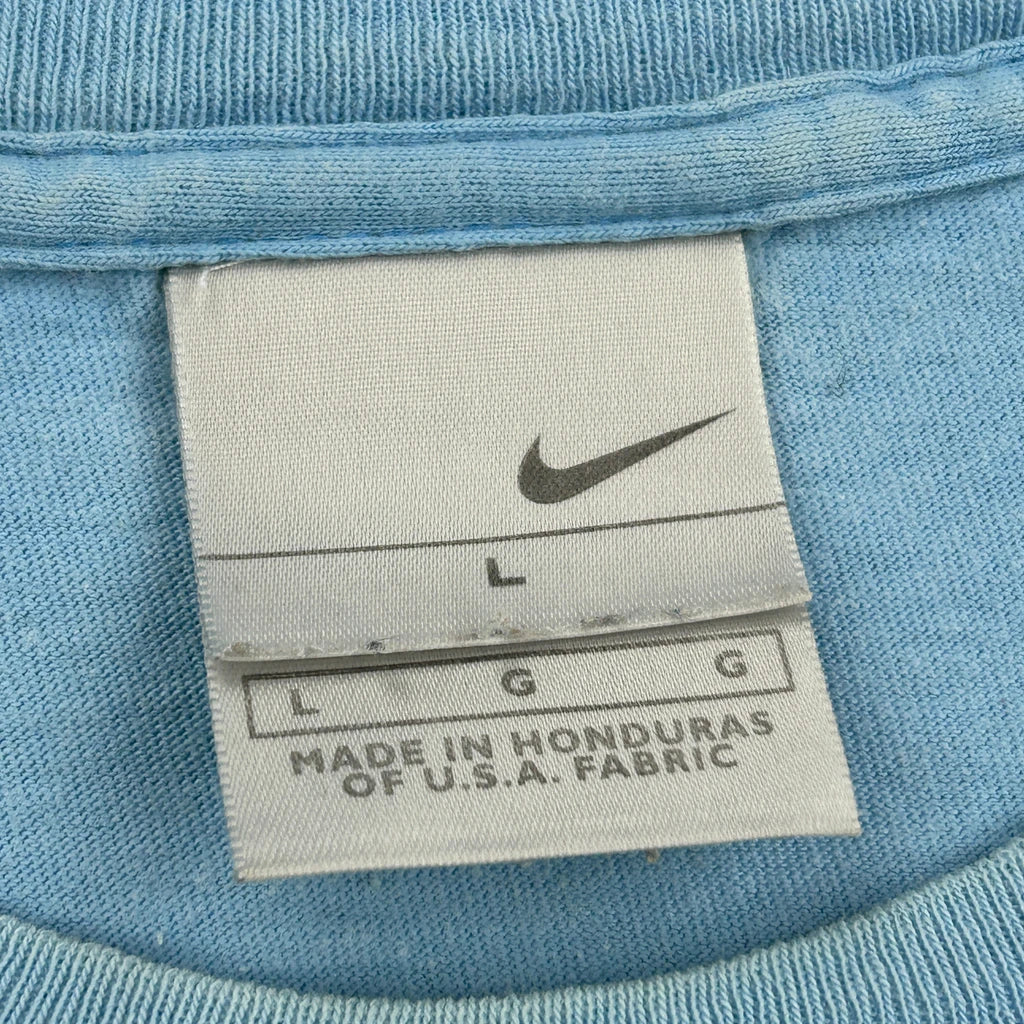 L
L G G
MADE IN HONDURAS
OF U.S.A. FABRIC